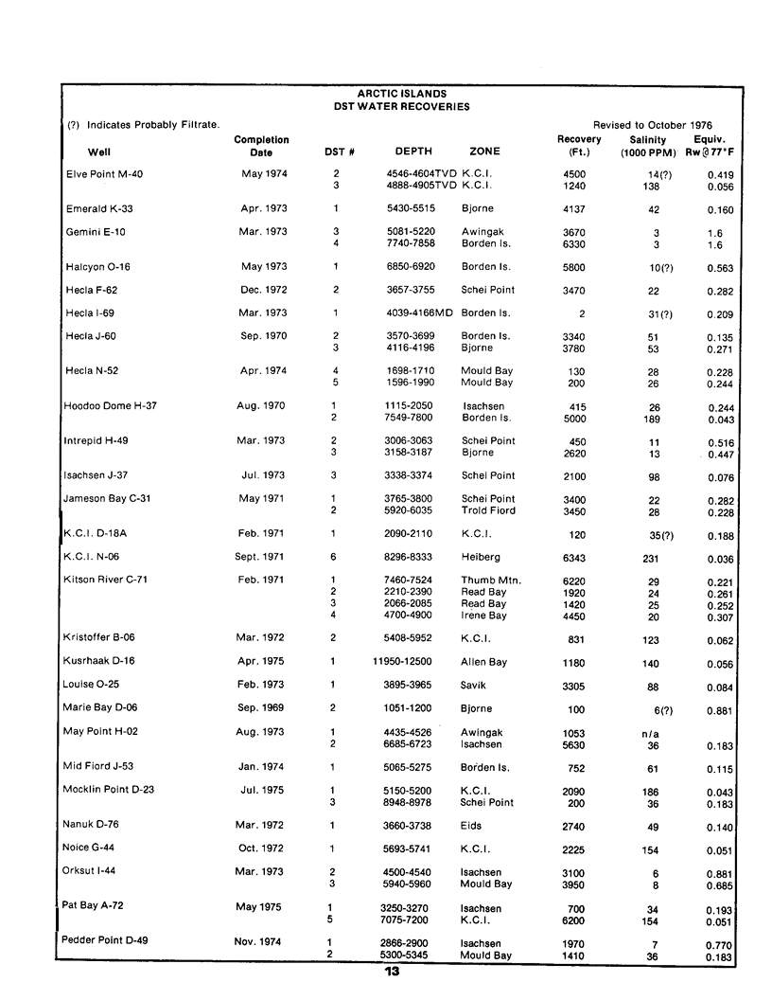 ARCTIC ISLANDS
DST WATER RECOVERIES
(?) Indicates Probably Filtrate. Revised to October 1976
Completion Recovery Salinity Equiv.
Well Date DST # DEPTH ZONE (Ft.) (1000 PPM) Rw@77°F
Elve Point M-40 May 1974 2 4546-4604TVD K.C.I. 4500 14(?) 0.419
3 4888-4905TVD K.C.I. 1240 138 0.056
Emerald K-33 Apr. 1973 1 5430-5515 Bjorne 4137 42 0.160
Gemini E-10 Mar. 1973 3 5081-5220 Awingak 3670 3 1.6
4 7740-7858 Borden Is. 6330 3 1.6
Halcyon O-16 May 1973 1 6850-6920 Borden Is. 5800 10(?) 0.563
Hecla F-62 Dec. 1972 2 3657-3755 Schei Point 3470 22 0.282
Hecla I-69 Mar. 1973 1 4039-4166MD Borden Is. 2 31(?) 0.209
Hecla J-60 Sep. 1970 2 3570-3699 Borden Is. 3340 51 0.135
3 4116-4196 Bjorne 3780 53 0.271
Hecla N-52 Apr. 1974 4 1698-1710 Mould Bay 130 28 0.228
5 1596-1990 Mould Bay 200 26 0.244
Hoodoo Dome H-37 Aug. 1970 1 1115-2050 Isachsen 415 26 0.244
2 7549-7800 Borden Is. 5000 189 0.043
Intrepid H-49 Mar. 1973 2 3006-3063 Schei Point 450 11 0.516
3 3158-3187 Bjorne 2620 13 0.447
Isachsen J-37 Jul. 1973 3 3338-3374 Schei Point 2100 98 0.076
Jameson Bay C-31 May 1971 1 3765-3800 Schei Point 3400 22 0.282
2 5920-6035 Trold Fiord 3450 28 0.228
K.C.I. D-18A Feb. 1971 1 2090-2110 K.C.I. 120 35(?) 0.188
K.C.I. N-06 Sept. 1971 6 8296-8333 Heiberg 6343 231 0.036
Kitson River C-71 Feb. 1971 1 7460-7524 Thumb Mtn. 6220 29 0.221
2 2210-2390 Read Bay 1920 24 0.261
3 2066-2085 Read Bay 1420 25 0.252
4 4700-4900 Irene Bay 4450 20 0.307
Kristoffer B-06 Mar. 1972 2 5408-5952 K.C.I. 831 123 0.062
Kusrhaak D-16 Apr. 1975 1 11950-12500 Allen Bay 1180 140 0.056
Louise O-25 Feb. 1973 1 3895-3965 Savik 3305 88 0.084
Marie Bay D-06 Sep. 1969 2 1051-1200 Bjorne 100 6(?) 0.881
May Point H-02 Aug. 1973 1 4435-4526 Awingak 1053 n/a
2 6685-6723 Isachsen 5630 36 0.183
Mid Fiord J-53 Jan. 1974 1 5065-5275 Borden Is. 752 61 0.115
Mocklin Point D-23 Jul. 1975 1 5150-5200 K.C.I. 2090 186 0.043
3 8948-8978 Schei Point 200 36 0.183
Nanuk D-76 Mar. 1972 1 3660-3738 Eids 2740 49 0.140
Noice G-44 Oct. 1972 1 5693-5741 K.C.I. 2225 154 0.051
Orksut I-44 Mar. 1973 2 4500-4540 Isachsen 3100 6 0.881
3 5940-5960 Mould Bay 3950 8 0.685
Pat Bay A-72 May 1975 1 3250-3270 Isachsen 700 34 0.193
5 7075-7200 K.C.I. 6200 154 0.051
Pedder Point D-49 Nov. 1974 1 2866-2900 Isachsen 1970 7 0.770
2 5300-5345 Mould Bay 1410 36 0.183
13